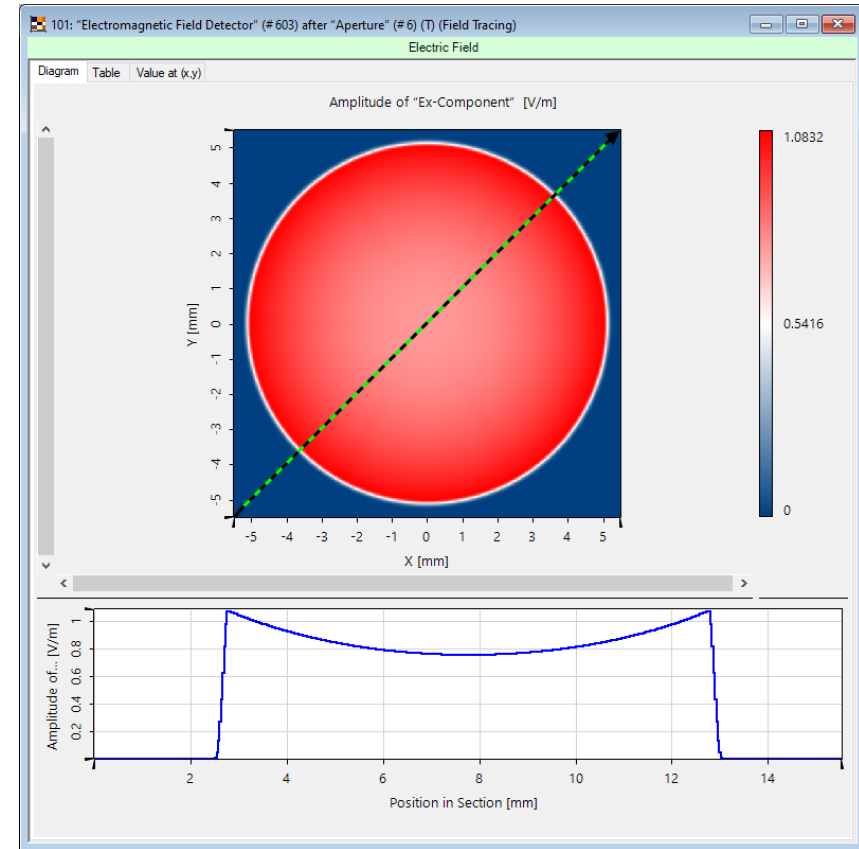 101: "Electromagnetic Field Detector" (# 603) after "Aperture" (# 6) (T) (Field Tracing)
Electric Field
Diagram Table Value at (x,y)
Amplitude of "Ex-Component" [V/m]
5
4
3
2
1
0
-1
-2
-3
-4
-5
Y [mm]
-5 -4 -3 -2 -1 0 1 2 3 4 5
X [mm]
1.0832
0.5416
0
Amplitude of... [V/m]
1
0.8
0.6
0.4
0.2
2 4 6 8 10 12 14
Position in Section [mm]